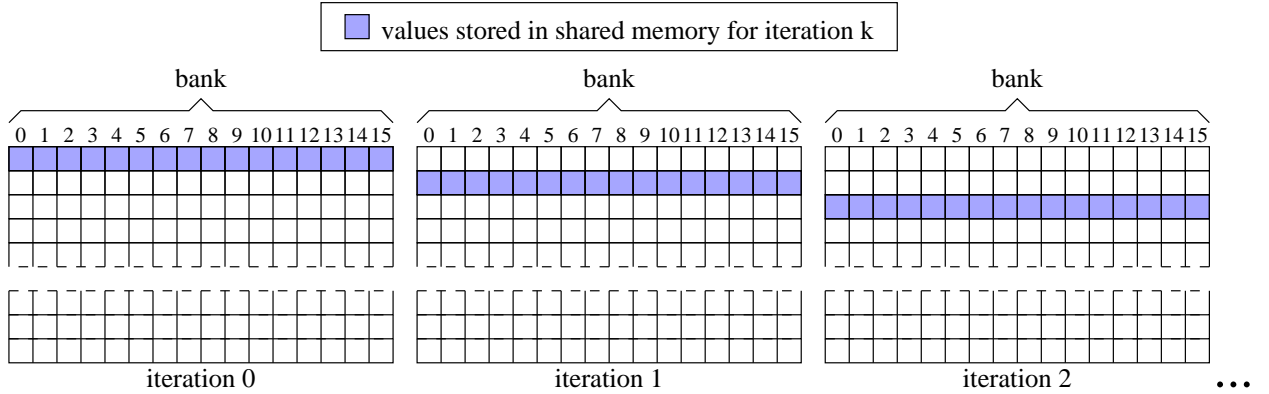 values stored in shared memory for iteration k
bank bank bank
0 1 2 3 4 5 6 7 8 9 10 11 12 13 14 15 0 1 2 3 4 5 6 7 8 9 10 11 12 13 14 15 0 1 2 3 4 5 6 7 8 9 10 11 12 13 14 15
iteration 0 iteration 1 iteration 2 ...